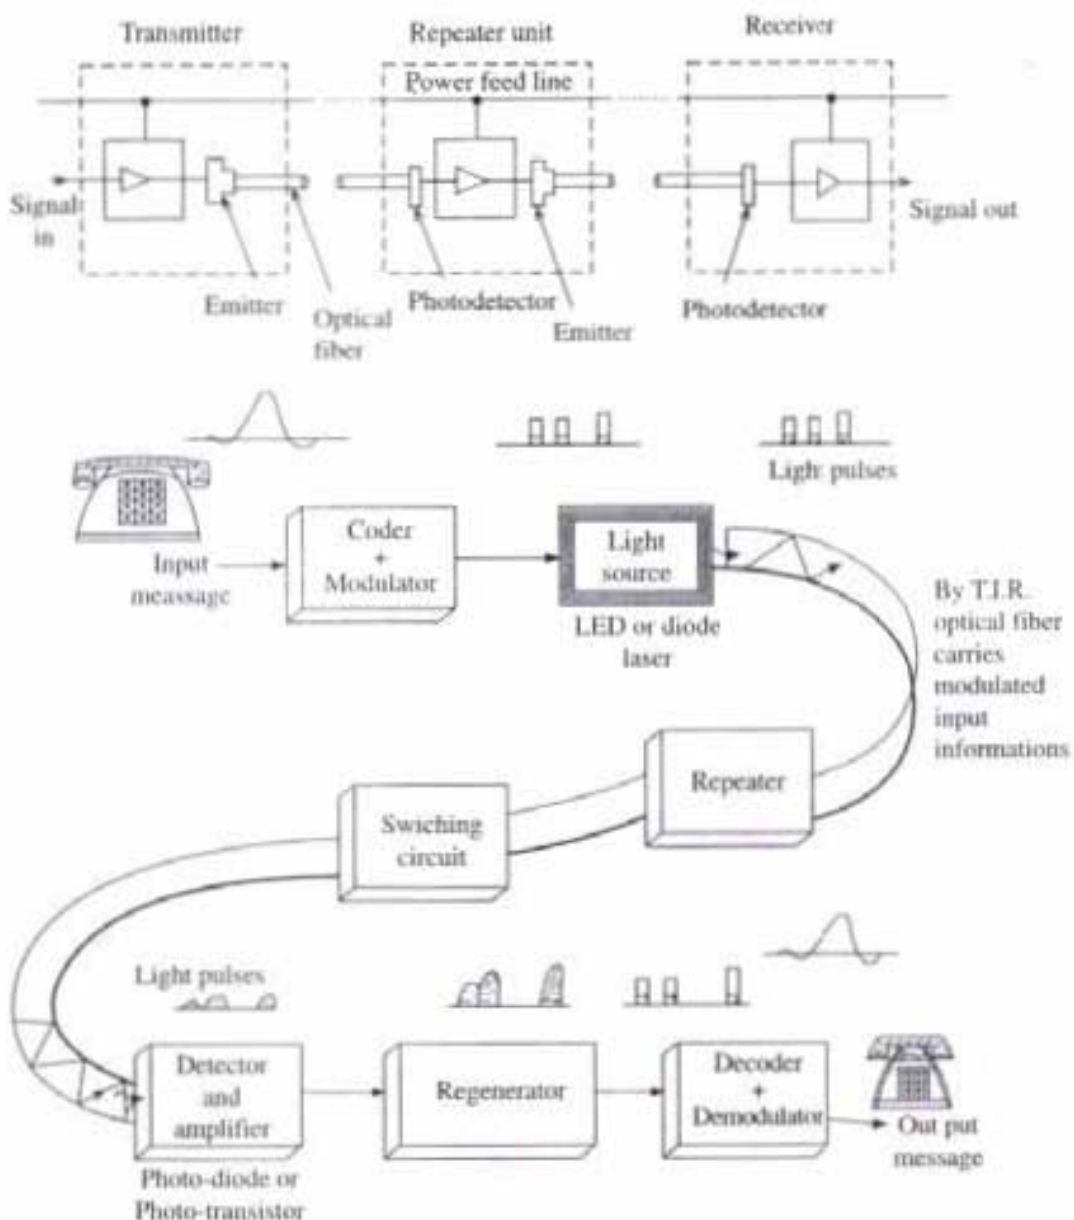 Transmitter
Repeater unit
Receiver
Power feed line
Signal
in
Signal out
Emitter
Optical
fiber
Photodetector
Emitter
Photodetector
Light pulses
Input
meassage
Coder
+
Modulator
Light
source
LED or diode
laser
By T.I.R.
optical fiber
carries
modulated
input
informations
Repeater
Swiching
circuit
Light pulses
Detector
and
amplifier
Regenerator
Decoder
+
Demodulator
Out put
message
Photo-diode or
Photo-transistor